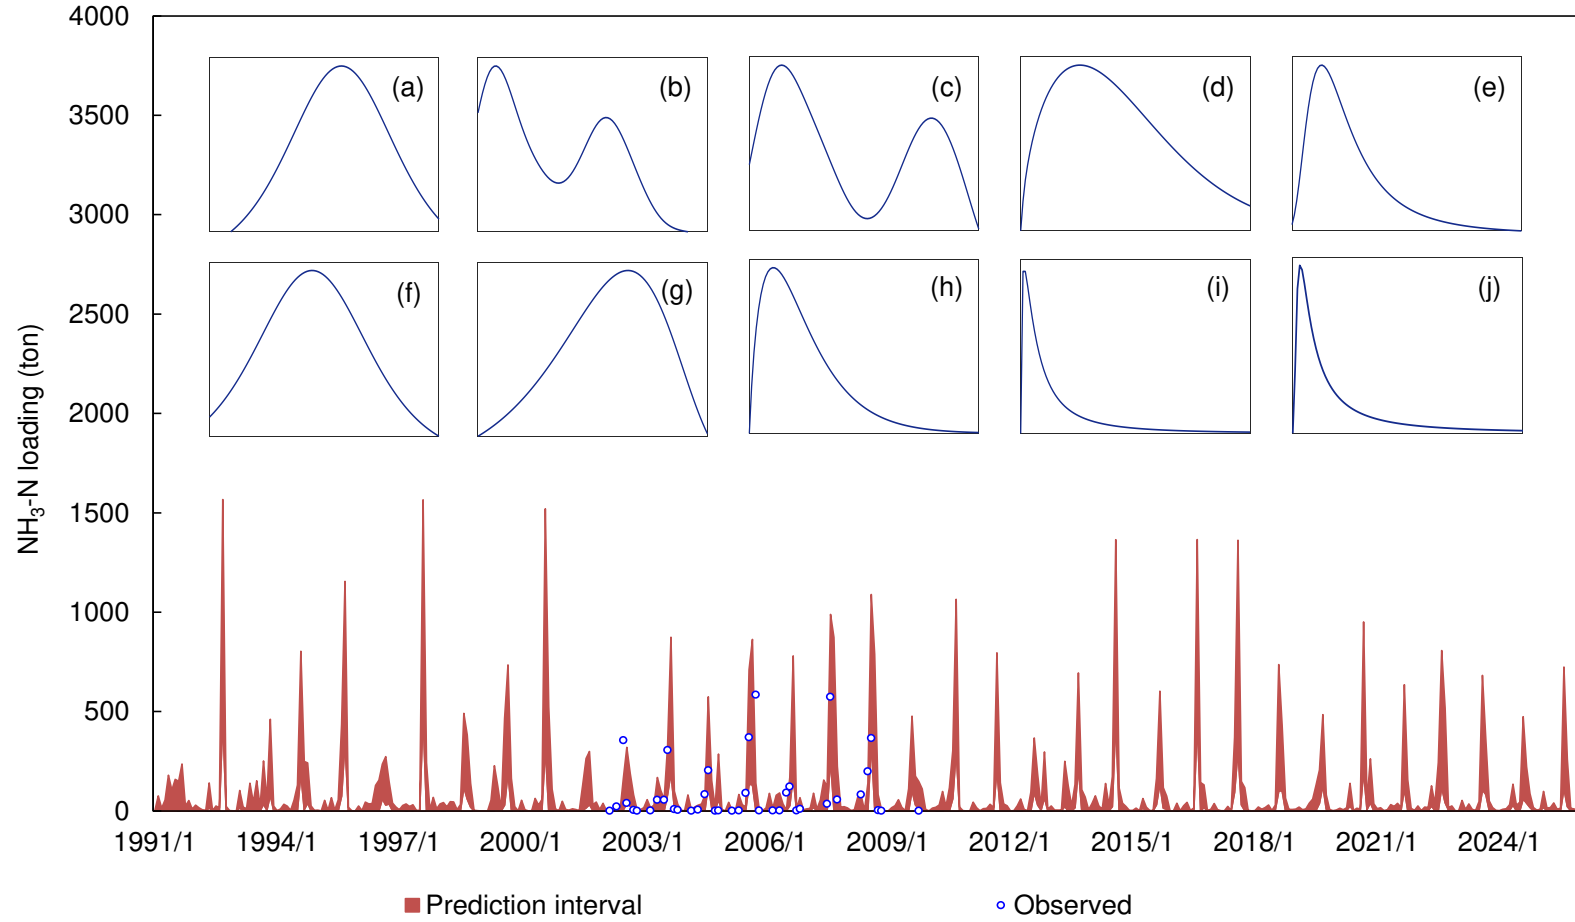 4000
3500
3000
2500
2000
1500
1000
500
0
NH3-N loading (ton)
(a)
(b)
(c)
(d)
(e)
(f)
(g)
(h)
(i)
(j)
1991/1
1994/1
1997/1
2000/1
2003/1
2006/1
2009/1
2012/1
2015/1
2018/1
2021/1
2024/1
Prediction interval
Observed